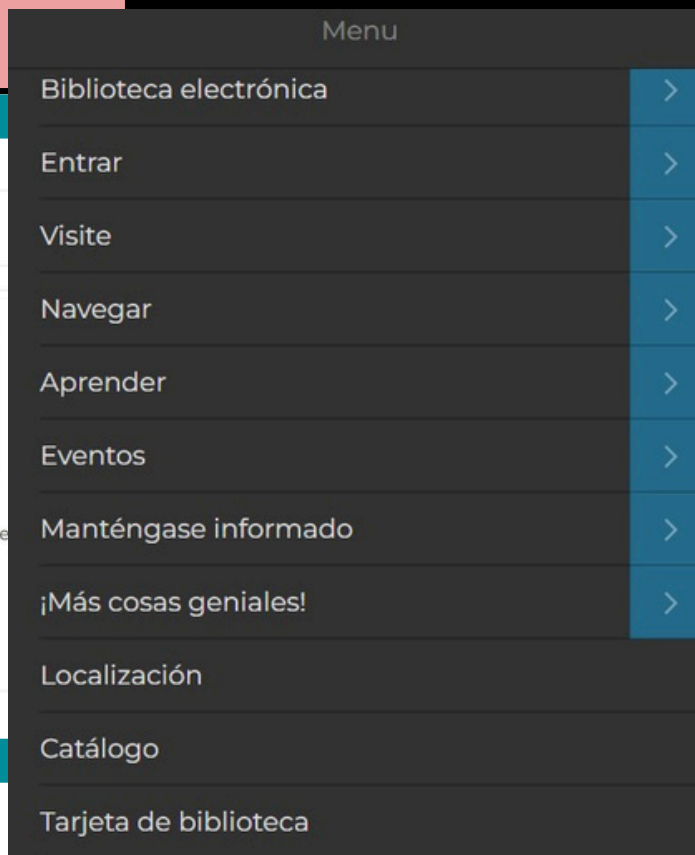 Menu
Biblioteca electrónica
Entrar
Visite
Navegar
Aprender
Eventos
Manténgase informado
¡Más cosas geniales!
Localización
Catálogo
Tarjeta de biblioteca